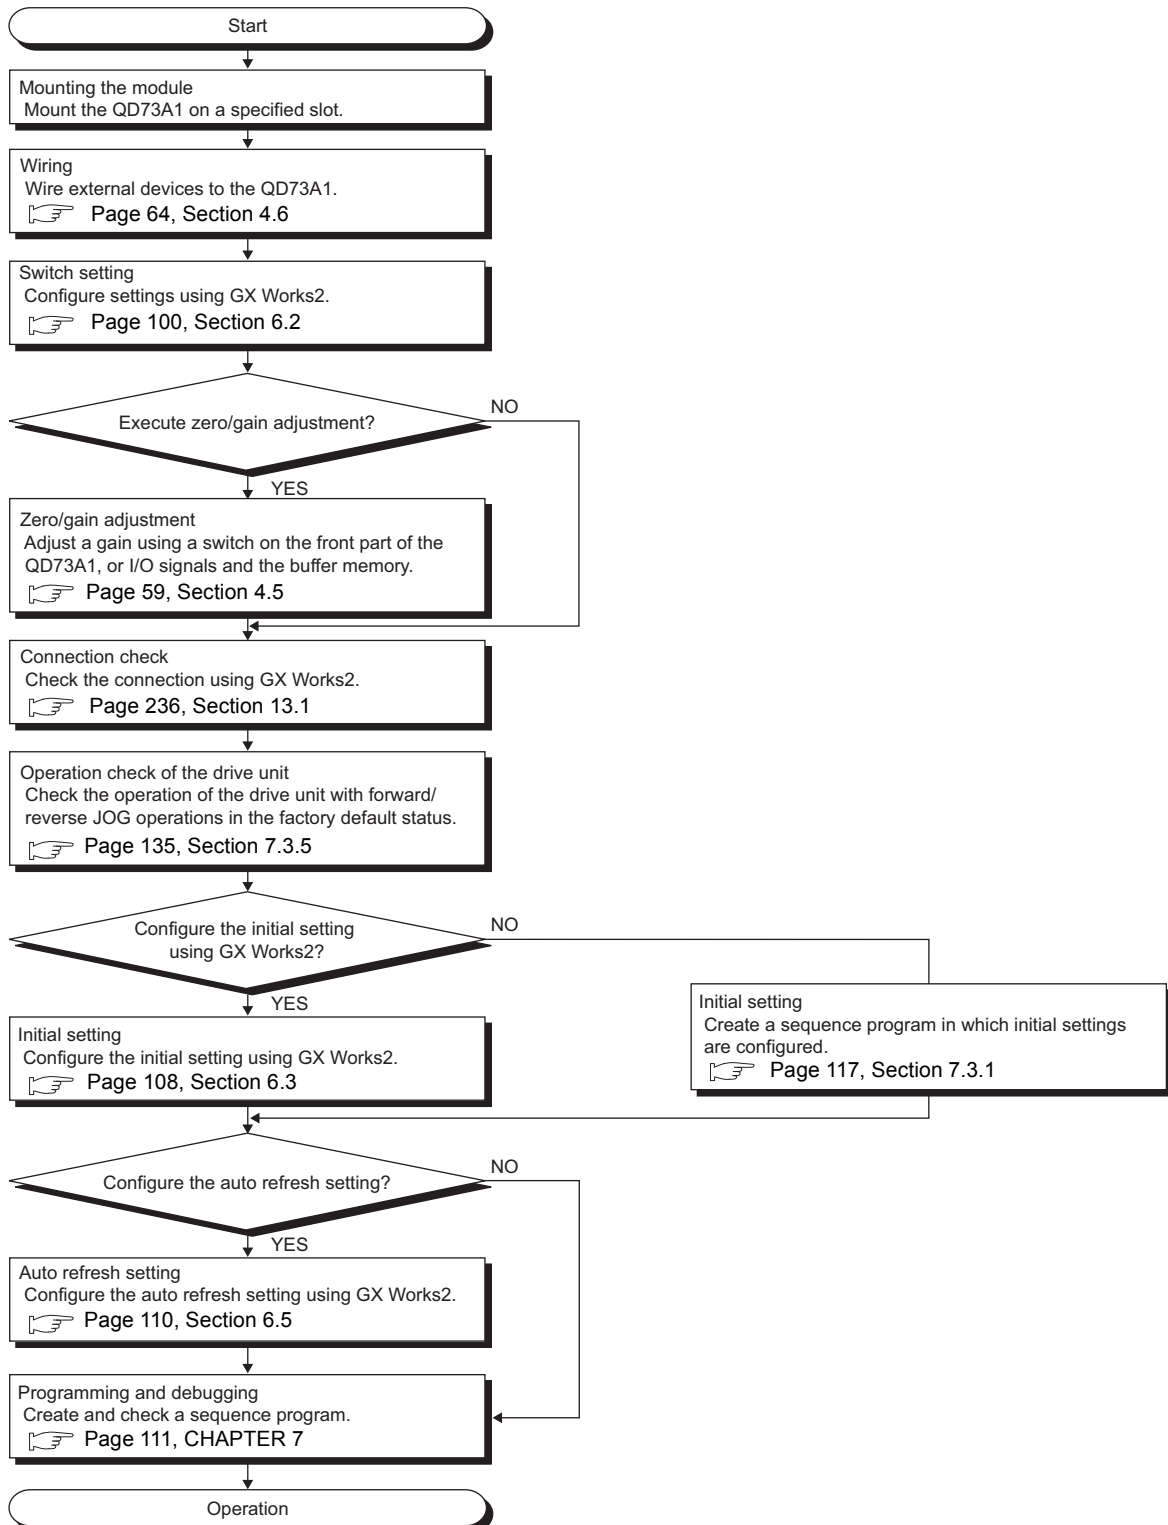 Start
Mounting the module
Mount the QD73A1 on a specified slot.
Wiring
Wire external devices to the QD73A1.
Page 64, Section 4.6
Switch setting
Configure settings using GX Works2.
Page 100, Section 6.2
Execute zero/gain adjustment?
NO
YES
Zero/gain adjustment
Adjust a gain using a switch on the front part of the
QD73A1, or I/O signals and the buffer memory.
Page 59, Section 4.5
Connection check
Check the connection using GX Works2.
Page 236, Section 13.1
Operation check of the drive unit
Check the operation of the drive unit with forward/
reverse JOG operations in the factory default status.
Page 135, Section 7.3.5
Configure the initial setting
using GX Works2?
NO
YES
Initial setting
Configure the initial setting using GX Works2.
Page 108, Section 6.3
Initial setting
Create a sequence program in which initial settings
are configured.
Page 117, Section 7.3.1
Configure the auto refresh setting?
NO
YES
Auto refresh setting
Configure the auto refresh setting using GX Works2.
Page 110, Section 6.5
Programming and debugging
Create and check a sequence program.
Page 111, CHAPTER 7
Operation